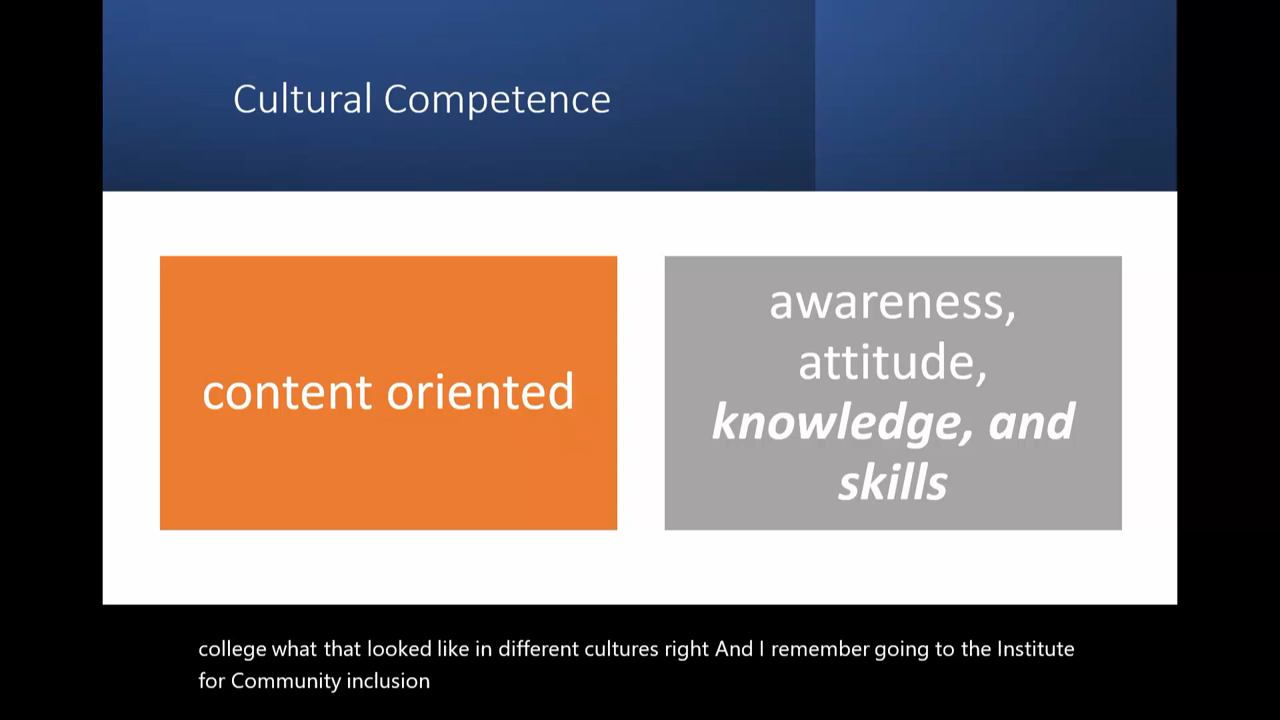 Cultural Competence
content oriented
awareness,
attitude,
knowledge, and
skills
college what that looked like in different cultures right And I remember going to the Institute
for Community inclusion